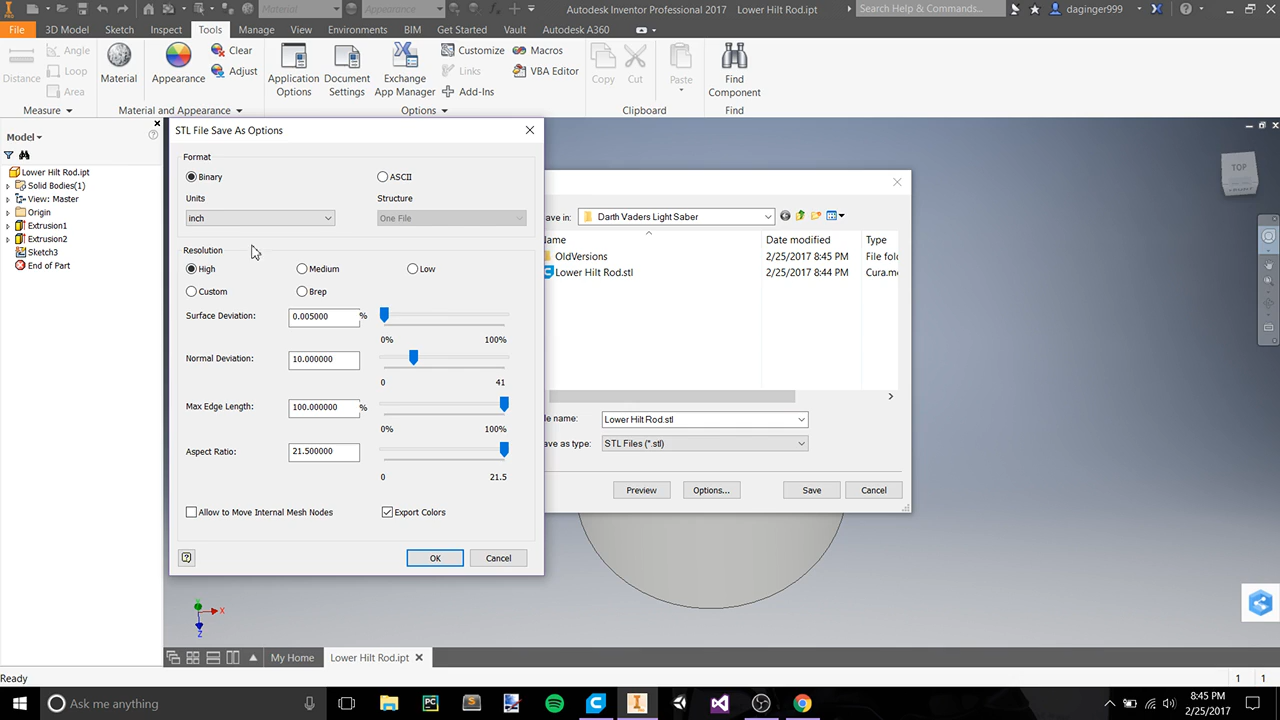 Material
Appearance
Autodesk Inventor Professional 2017 Lower Hilt Rod.ipt
Search Help & Commands...
daginger999
File
3D Model
Sketch
Inspect
Tools
Manage
View
Environments
BIM
Get Started
Vault
Autodesk A360
Distance
Angle
Loop
Area
Measure
Material
Appearance
Clear
Adjust
Material and Appearance
Application Options
Document Settings
Exchange App Manager
Customize
Links
Add-Ins
Macros
VBA Editor
Options
Copy
Cut
Paste
Clipboard
Find Component
Find
Model
Lower Hilt Rod.ipt
Solid Bodies(1)
View: Master
Origin
Extrusion1
Extrusion2
Sketch3
End of Part
STL File Save As Options
Format
Binary
ASCII
Units
Structure
inch
One File
Resolution
High
Medium
Low
Custom
Brep
Surface Deviation:
0.005000
%
0%
100%
Normal Deviation:
10.000000
0
41
Max Edge Length:
100.000000
%
0%
100%
Aspect Ratio:
21.500000
0
21.5
Allow to Move Internal Mesh Nodes
Export Colors
OK
Cancel
ave in:
Darth Vaders Light Saber
ame
Date modified
Type
OldVersions
2/25/2017 8:45 PM
File fold
Lower Hilt Rod.stl
2/25/2017 8:44 PM
Cura.m
le name:
Lower Hilt Rod.stl
ave as type:
STL Files (*.stl)
Preview
Options...
Save
Cancel
TOP
X
Z
My Home
Lower Hilt Rod.ipt
Ready
1
1
Ask me anything
8:45 PM
2/25/2017